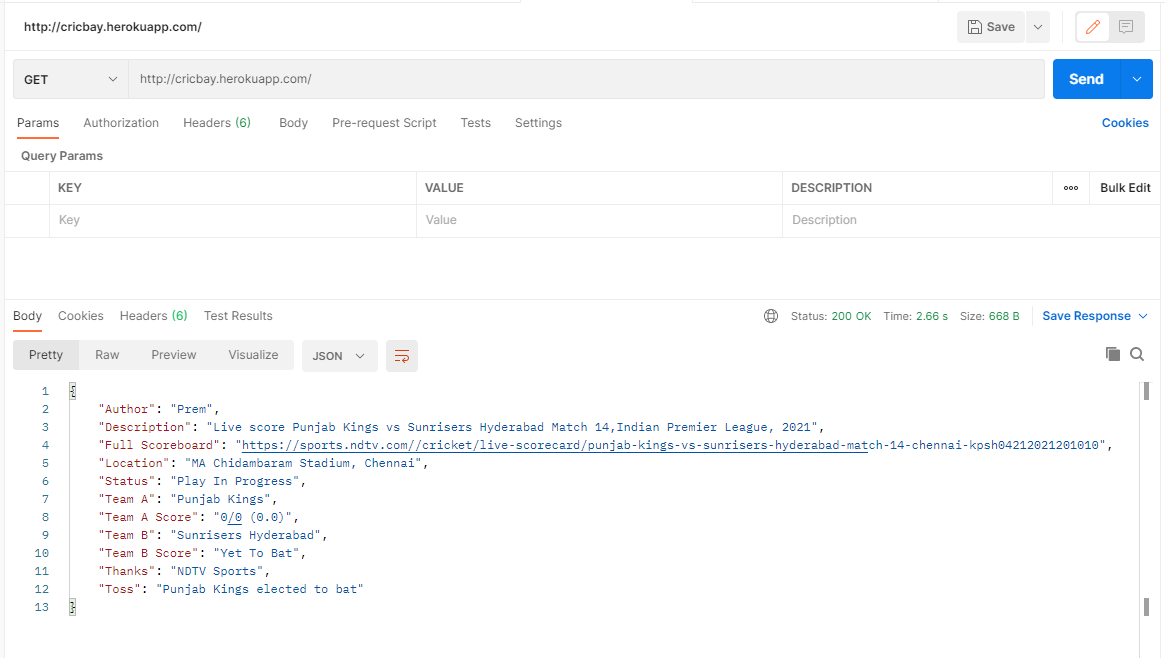 http://cricbay.herokuapp.com/ Save
GET http://cricbay.herokuapp.com/ Send
Params Authorization Headers (6) Body Pre-request Script Tests Settings Cookies
Query Params
KEY VALUE DESCRIPTION ooo Bulk Edit
Key Value Description
Body Cookies Headers (6) Test Results Status: 200 OK Time: 2.66 s Size: 668 B Save Response
Pretty Raw Preview Visualize JSON
1 {
2 "Author": "Prem",
3 "Description": "Live score Punjab Kings vs Sunrisers Hyderabad Match 14,Indian Premier League, 2021",
4 "Full Scoreboard": "https://sports.ndtv.com//cricket/live-scorecard/punjab-kings-vs-sunrisers-hyderabad-match-14-chennai-kpsh04212021201010",
5 "Location": "MA Chidambaram Stadium, Chennai",
6 "Status": "Play In Progress",
7 "Team A": "Punjab Kings",
8 "Team A Score": "0/0 (0.0)",
9 "Team B": "Sunrisers Hyderabad",
10 "Team B Score": "Yet To Bat",
11 "Thanks": "NDTV Sports",
12 "Toss": "Punjab Kings elected to bat"
13 }